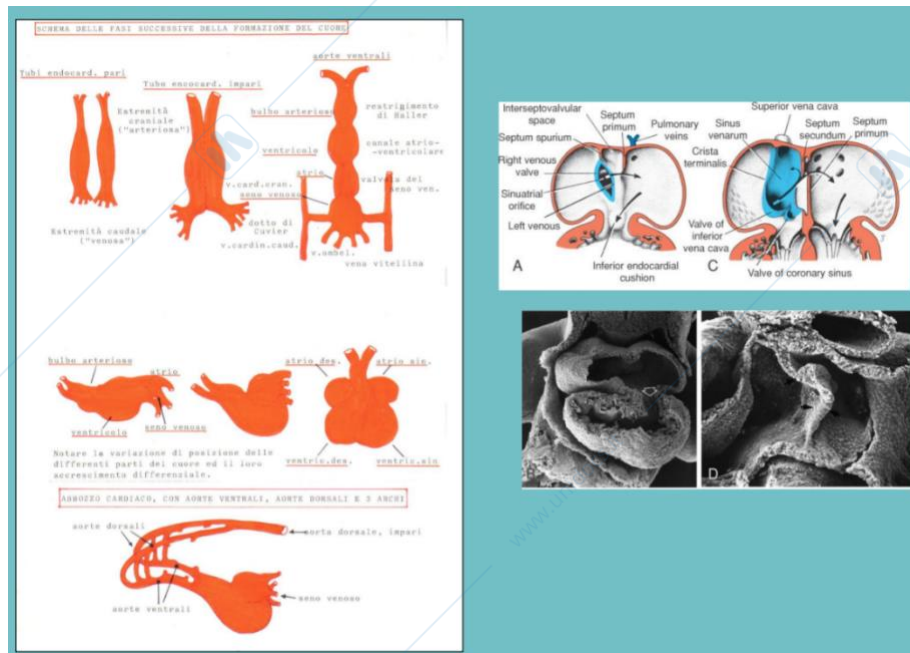 SCHEMA DELLE FASI SUCCESSIVE DELLA FORMAZIONE DEL CUORE
aorte ventrali
Tubi endocard. pari
Tubo endocard. impari
Estremità
craniale
("arteriosa")
bulbo arterioso
restrigimento
di Haller
canale atrio-
ventricolare
ventricolo
atrio
valvola del
seno ven.
v.card.cran.
seno venoso
dotto di
Cuvier
Estremità caudale
("venosa")
v.cardin.caud.
v.ombel.
vena vitellina
bulbo arterioso
atrio
atrio des.
atrio sin.
ventricolo
seno venoso
ventric.des.
ventric.sin
Notare la variazione di posizione delle
differenti parti del cuore ed il loro
accrescimento differenziale.
ABBOZZO CARDIACO, CON AORTE VENTRALI, AORTE DORSALI E 3 ARCHI
aorte dorsali
aorta dorsale, impari
seno venoso
aorte ventrali
Interseptovalvular
space
Septum
primum
Pulmonary
veins
Septum spurium
Right venous
valve
Sinuatrial
orifice
Left venous
A
Inferior endocardial
cushion
Superior vena cava
Sinus
venarum
Septum
secundum
Septum
primum
Crista
terminalis
Valve of
inferior
vena cava
C
Valve of coronary sinus
D